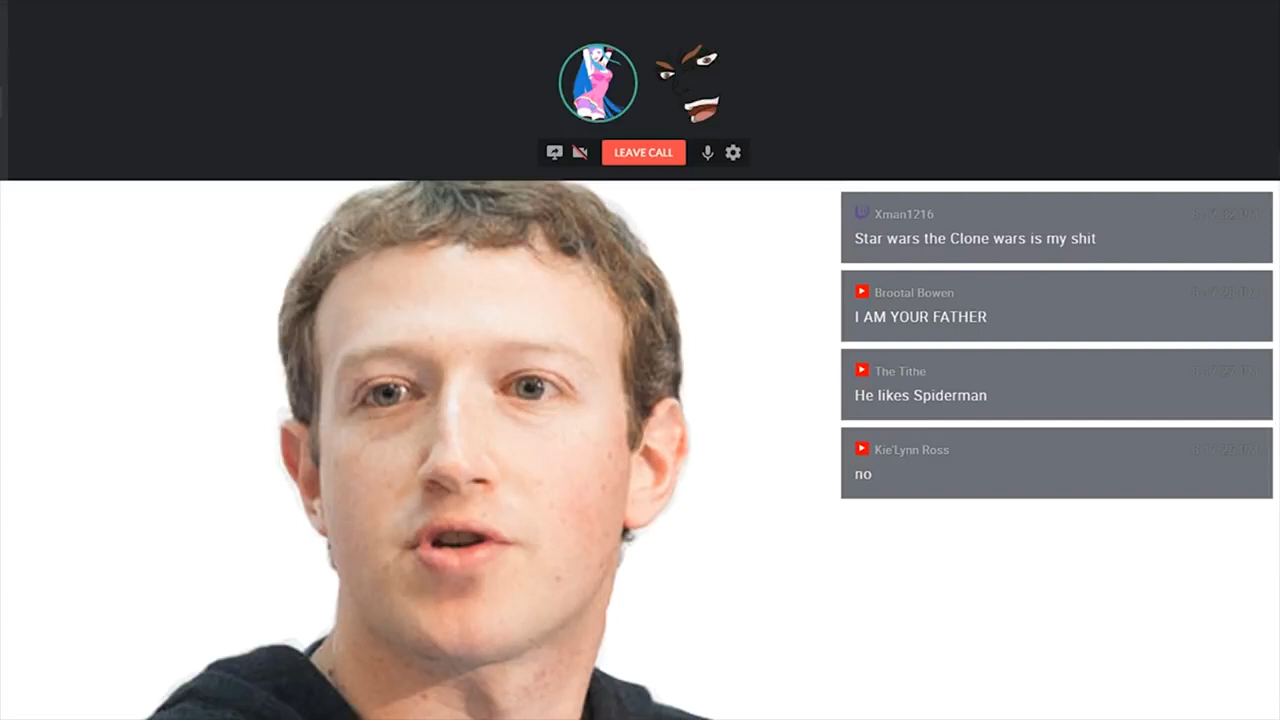 LEAVE CALL
Xman1216
Star wars the Clone wars is my shit
Brootal Bowen
I AM YOUR FATHER
The Tithe
He likes Spiderman
Kie'Lynn Ross
no